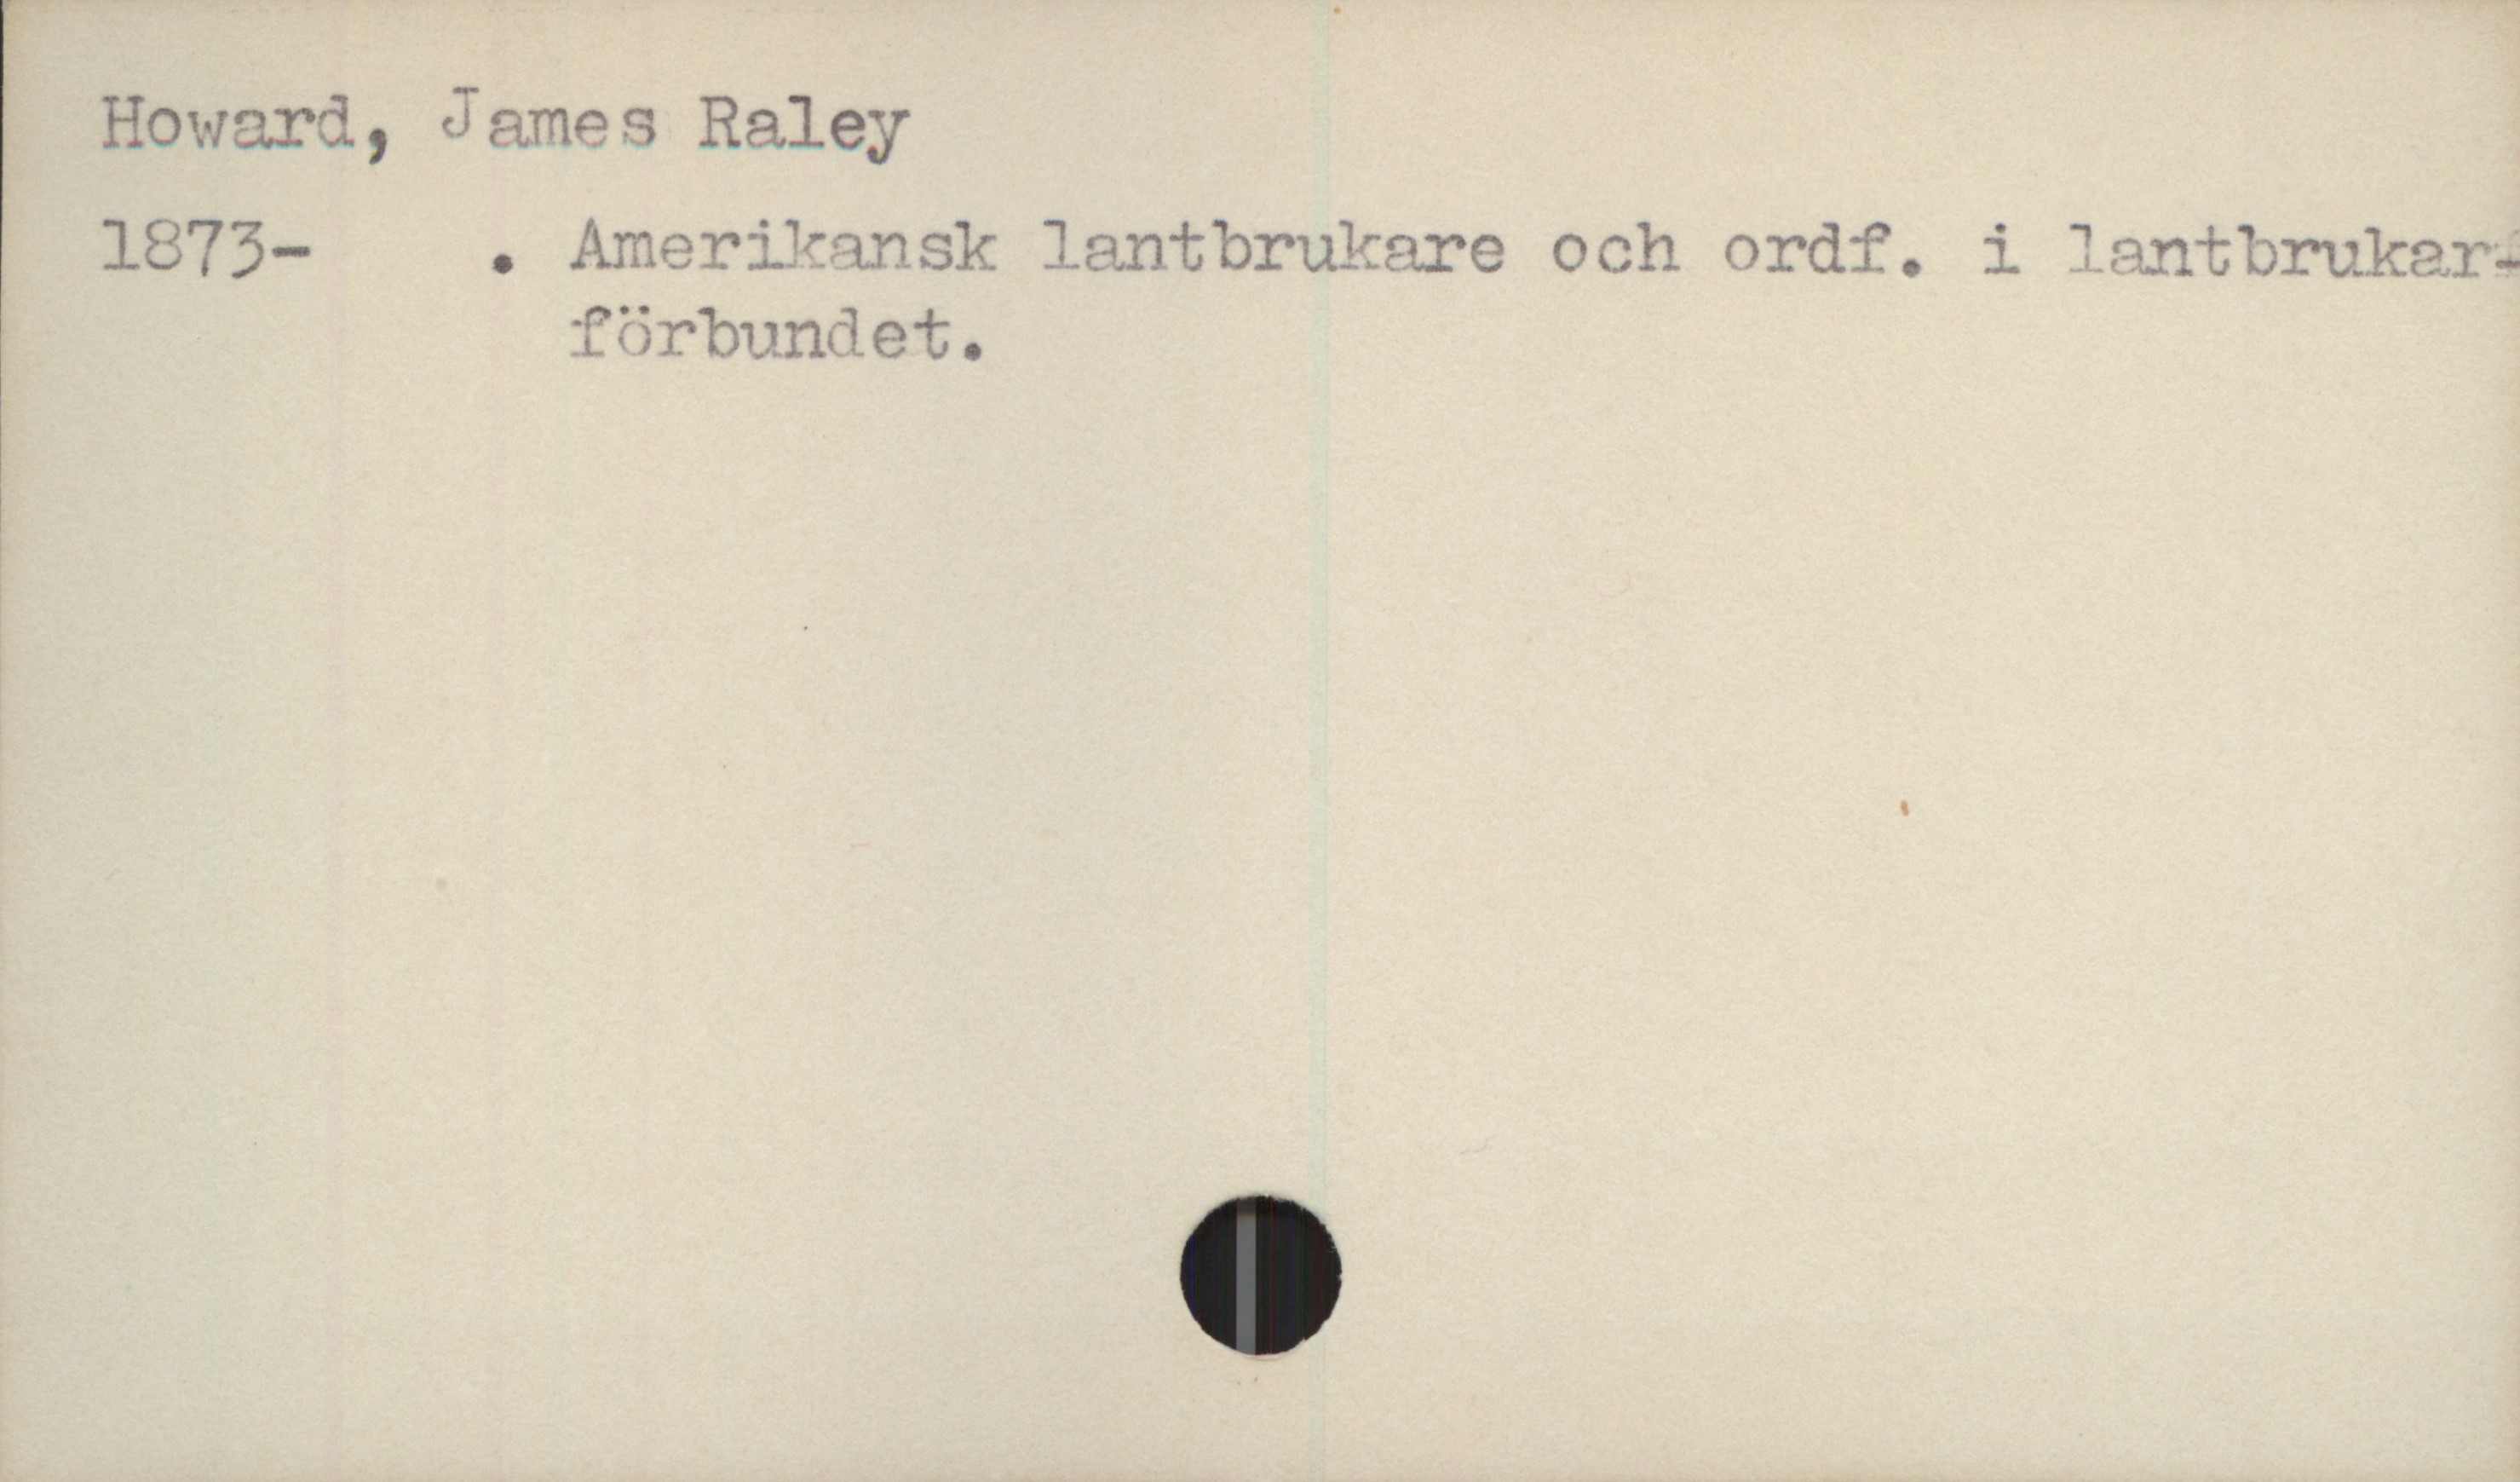 Howard, James Raley
1873-      . Amerikansk lantbrukare och ordf. i lantbrukar-
förbundet.